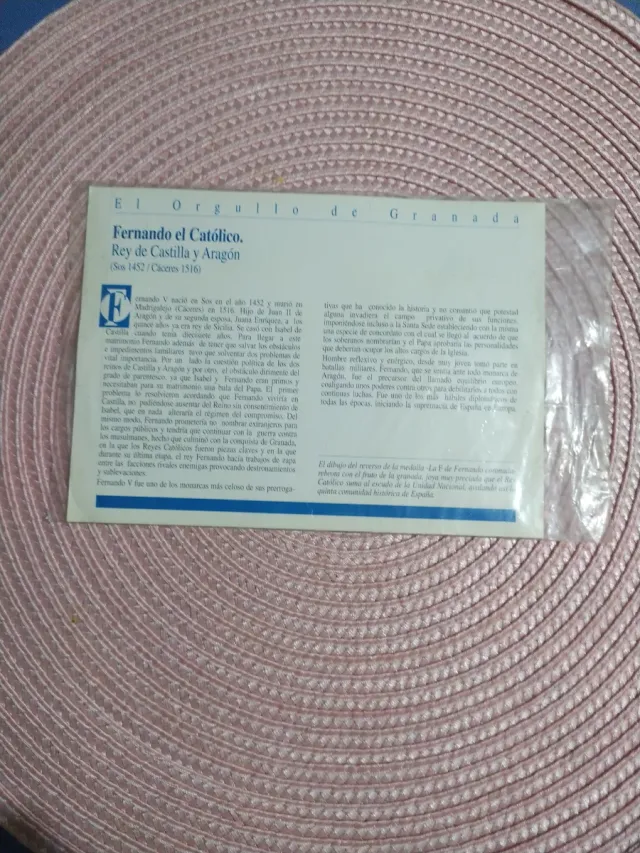 El Orgullo de Granada
Fernando el Católico.
Rey de Castilla y Aragón
(Sos 1452 / Cáceres 1516)
Fernando V nació en Sos en el año 1452 y murió en
Madrigalejo (Cáceres) en 1516. Hijo de Juan II de
Aragón y de su segunda esposa, Juana Enríquez, a los
quince años ya era rey de Sicilia. Se casó con Isabel de
Castilla cuando tenía diecisiete años. Para llegar a este
matrimonio Fernando además de tener que salvar los obstáculos
e impedimentos familiares tuvo que solventar dos problemas de
vital importancia. Por un lado la cuestión política de los dos
reinos de Castilla y Aragón y por otro, el obstáculo dirimente del
grado de parentesco, ya que Isabel y Fernando eran primos y
necesitaban para su matrimonio una bula del Papa. El primer
problema lo resolvieron acordando que Fernando viviría en
Castilla, no pudiéndose ausentar del Reino sin consentimiento de
Isabel, que en nada alteraría el régimen del compromiso. Del
mismo modo, Fernando prometería no nombrar extranjeros para
los cargos públicos y tendría que continuar con la guerra contra
los musulmanes, hecho que culminó con la conquista de Granada,
en la que los Reyes Católicos fueron piezas claves y en la que
durante su última etapa, el rey Fernando hacía trabajos de zapa
entre las facciones rivales enemigas provocando destronamientos
y sublevaciones.
Fernando V fue uno de los monarcas más celoso de sus prerroga-
tivas que ha conocido la historia y no consintió que potestad
alguna invadiera el campo privativo de sus funciones,
imponiéndose incluso a la Santa Sede estableciendo con la misma
una especie de concordato con el cual se llegó al acuerdo de que
los soberanos nombrarían y el Papa aprobaría las personalidades
que deberían ocupar los altos cargos de la Iglesia.
Hombre reflexivo y enérgico, desde muy joven tomó parte en
batallas militares. Fernando, que se sentía ante todo monarca de
Aragón, fue el precursor del llamado equilibrio europeo,
coaligando unos poderes contra otros para debilitarlos a todos con
continuas luchas. Fue uno de los más hábiles diplomáticos de
todas las épocas, iniciando la supremacía de España en Europa.
El dibujo del reverso de la medalla -La F de Fernando
rebosa con el fruto de la granada, joya muy preciada que el Rey
Católico suma al escudo de la Unidad Nacional, avalando así la
quinta comunidad histórica de España.